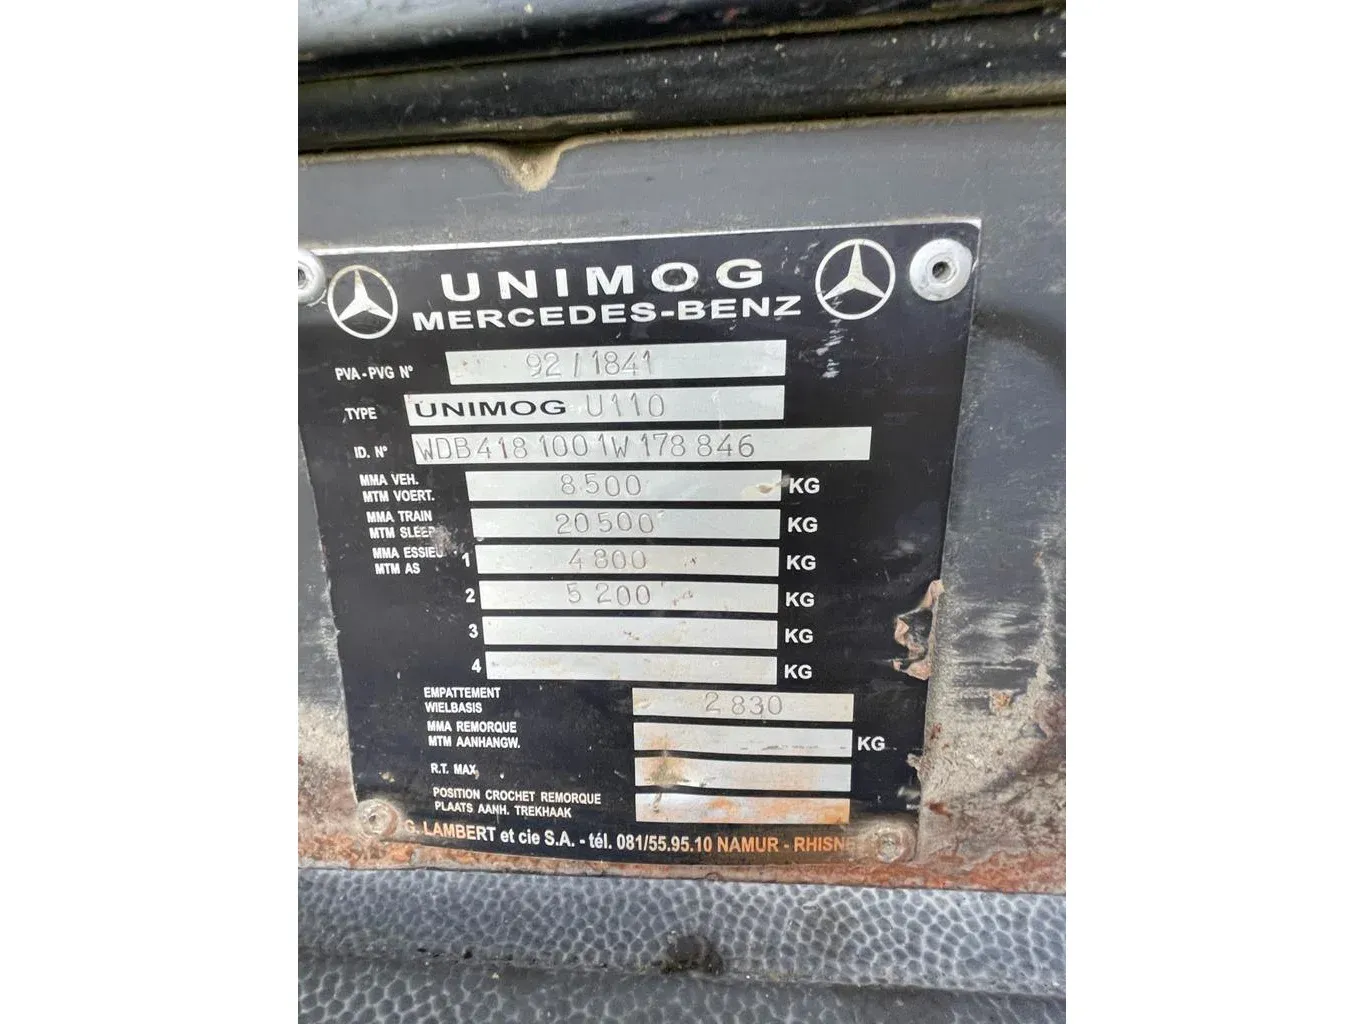 UNIMOG
MERCEDES-BENZ
PVA - PVG N° 92/1841
TYPE UNIMOG U110
ID. N° WDB 418 100 1W 178 846
MMA VEH. 8500 KG
MTM VOERT.
MMA TRAIN 20500 KG
MTM SLEEP
MMA ESSIEU 1 4800 KG
MTM AS
2 5200 KG
3 KG
4 KG
EMPATTEMENT 2830
WIELBASIS
MMA REMORQUE KG
MTM AANHANGW.
R.T. MAX.
POSITION CROCHET REMORQUE
PLAATS AANH. TREKHAAK
G. LAMBERT et cie S.A. - tél. 081/55.95.10 NAMUR - RHISNE